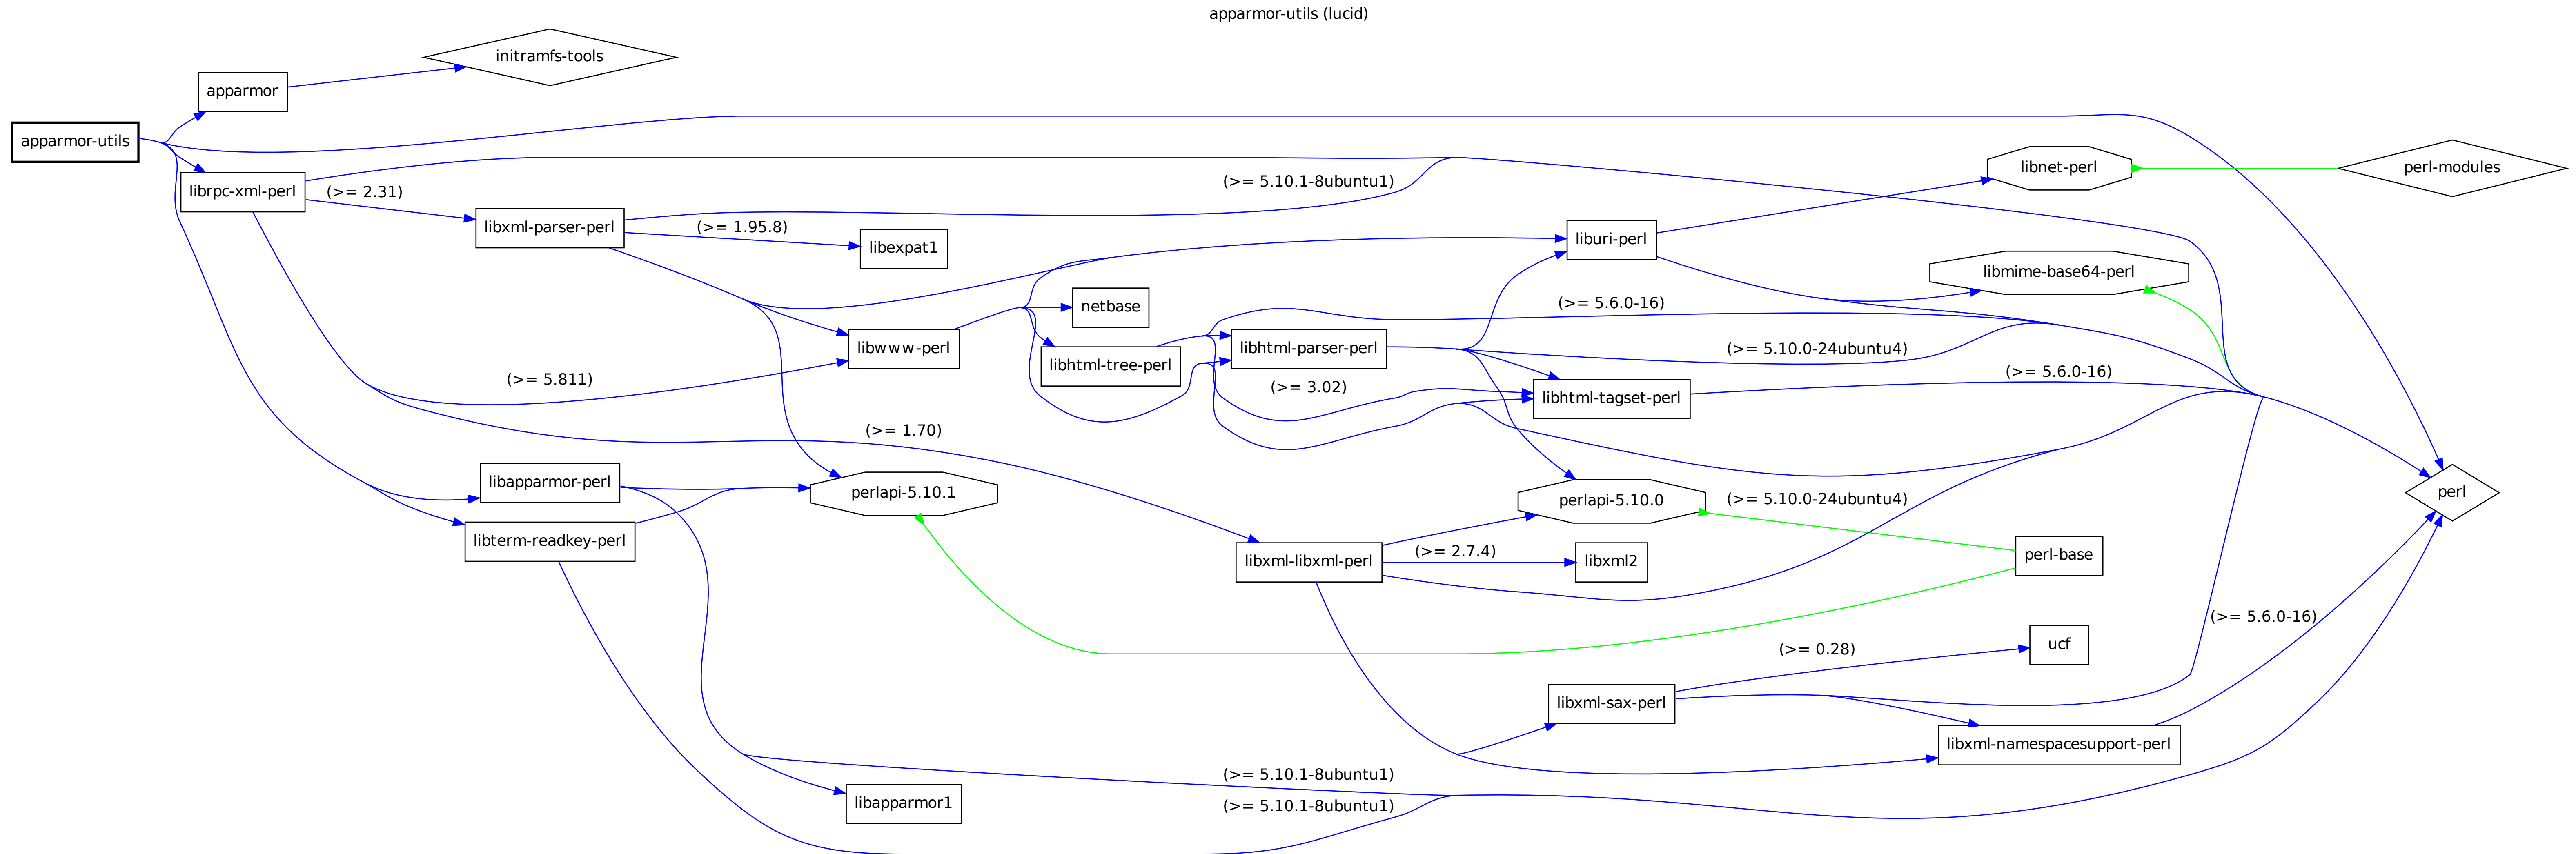 apparmor-utils (lucid)
initramfs-tools
apparmor
apparmor-utils
libnet-perl
perl-modules
(>= 5.10.1-8ubuntu1)
librpc-xml-perl
(>= 2.31)
libxml-parser-perl
(>= 1.95.8)
libexpat1
liburi-perl
libmime-base64-perl
netbase
(>= 5.6.0-16)
libwww-perl
libhtml-parser-perl
(>= 5.10.0-24ubuntu4)
libhtml-tree-perl
(>= 5.811)
(>= 3.02)
(>= 5.6.0-16)
libhtml-tagset-perl
(>= 1.70)
libapparmor-perl
perlapi-5.10.1
perlapi-5.10.0
(>= 5.10.0-24ubuntu4)
perl
libterm-readkey-perl
libxml-libxml-perl
(>= 2.7.4)
libxml2
perl-base
(>= 5.6.0-16)
ucf
(>= 0.28)
libxml-sax-perl
libxml-namespacesupport-perl
(>= 5.10.1-8ubuntu1)
libapparmor1
(>= 5.10.1-8ubuntu1)